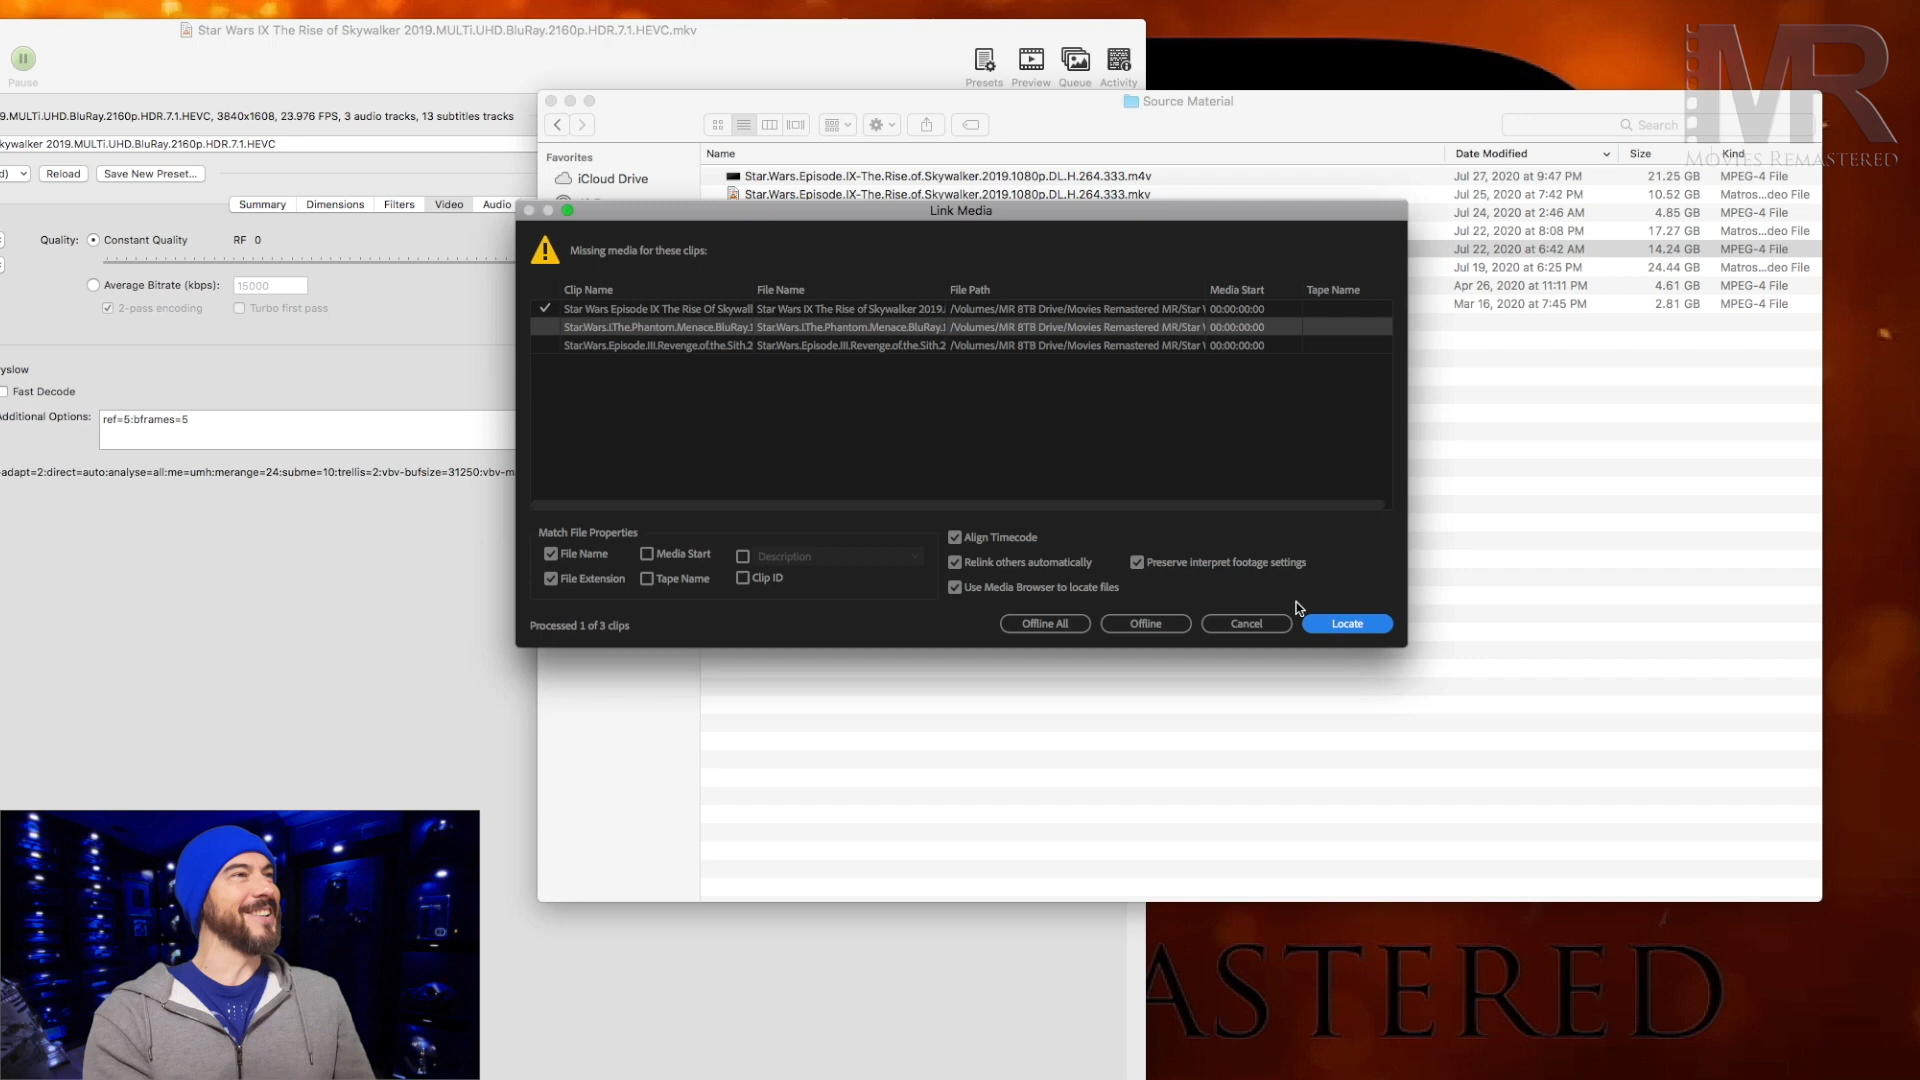 Star Wars IX The Rise of Skywalker 2019.MULTi.UHD.BluRay.2160p.HDR.7.1.HEVC.mkv
Pause
Presets Preview Queue Activity
9.MULTi.UHD.BluRay.2160p.HDR.7.1.HEVC, 3840x1608, 23.976 FPS, 3 audio tracks, 13 subtitles tracks
kywalker 2019.MULTi.UHD.BluRay.2160p.HDR.7.1.HEVC
d) Reload Save New Preset...
Summary Dimensions Filters Video Audio
Quality: Constant Quality RF 0
Average Bitrate (kbps): 15000
2-pass encoding Turbo first pass
yslow
Fast Decode
Additional Options: ref=5:bframes=5
-adapt=2:direct=auto:analyse=all:me=umh:merange=24:subme=10:trellis=2:vbv-bufsize=31250:vbv-m
Source Material
Search
Favorites
iCloud Drive
Name Date Modified Size Kind
Star.Wars.Episode.IX-The.Rise.of.Skywalker.2019.1080p.DL.H.264.333.m4v Jul 27, 2020 at 9:47 PM 21.25 GB MPEG-4 File
Star.Wars.Episode.IX-The.Rise.of.Skywalker.2019.1080p.DL.H.264.333.mkv Jul 25, 2020 at 7:42 PM 10.52 GB Matros...deo File
Jul 24, 2020 at 2:46 AM 4.85 GB MPEG-4 File
Jul 22, 2020 at 8:08 PM 17.27 GB Matros...deo File
Jul 22, 2020 at 6:42 AM 14.24 GB MPEG-4 File
Jul 19, 2020 at 6:25 PM 24.44 GB Matros...deo File
Apr 26, 2020 at 11:11 PM 4.61 GB MPEG-4 File
Mar 16, 2020 at 7:45 PM 2.81 GB MPEG-4 File
Link Media
Missing media for these clips:
Clip Name File Name File Path Media Start Tape Name
Star Wars Episode IX The Rise Of Skywall Star Wars IX The Rise of Skywalker 2019. /Volumes/MR 8TB Drive/Movies Remastered MR/Star \ 00:00:00:00
Star.Wars.I.The.Phantom.Menace.BluRay.1 Star.Wars.I.The.Phantom.Menace.BluRay.1 /Volumes/MR 8TB Drive/Movies Remastered MR/Star \ 00:00:00:00
Star.Wars.Episode.III.Revenge.of.the.Sith.2 Star.Wars.Episode.III.Revenge.of.the.Sith.2 /Volumes/MR 8TB Drive/Movies Remastered MR/Star \ 00:00:00:00
Match File Properties
File Name Media Start Description
File Extension Tape Name Clip ID
Align Timecode
Relink others automatically Preserve interpret footage settings
Use Media Browser to locate files
Processed 1 of 3 clips
Offline All Offline Cancel Locate
MR
MOVIES REMASTERED
ASTERED